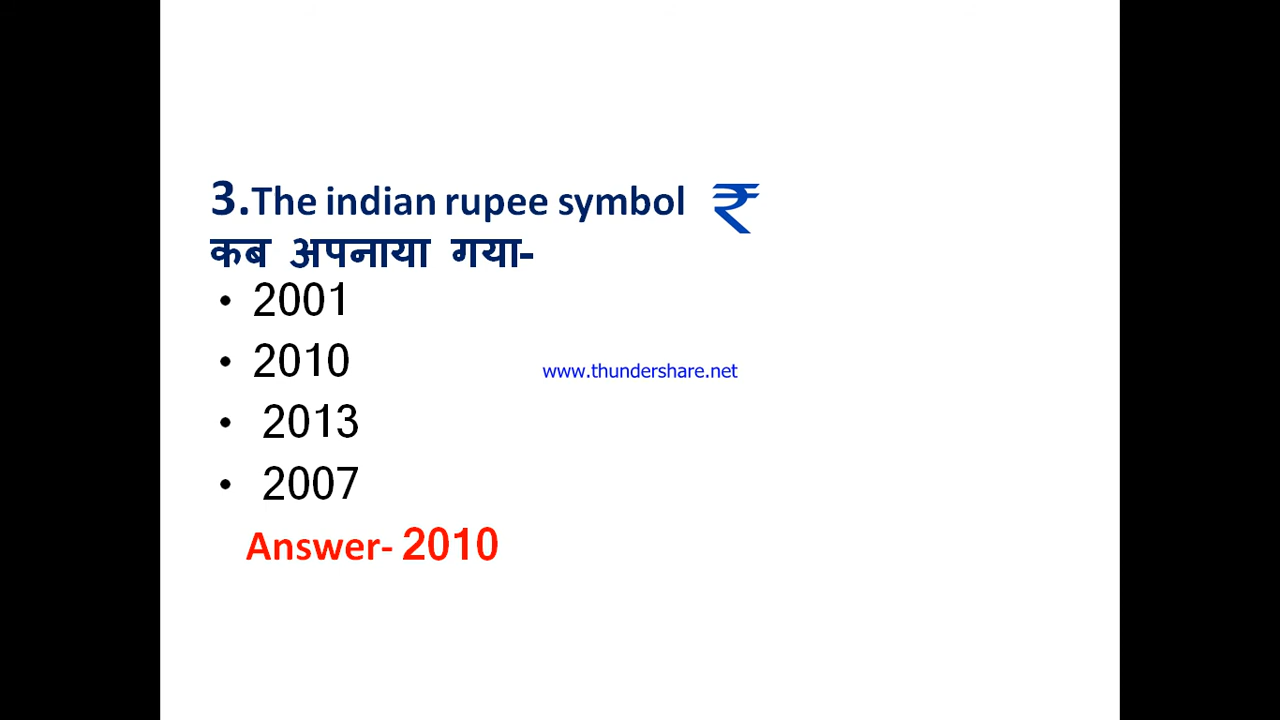 3.The indian rupee symbol ₹
कब अपनाया गया-
• 2001
• 2010
www.thundershare.net
• 2013
• 2007
Answer- 2010